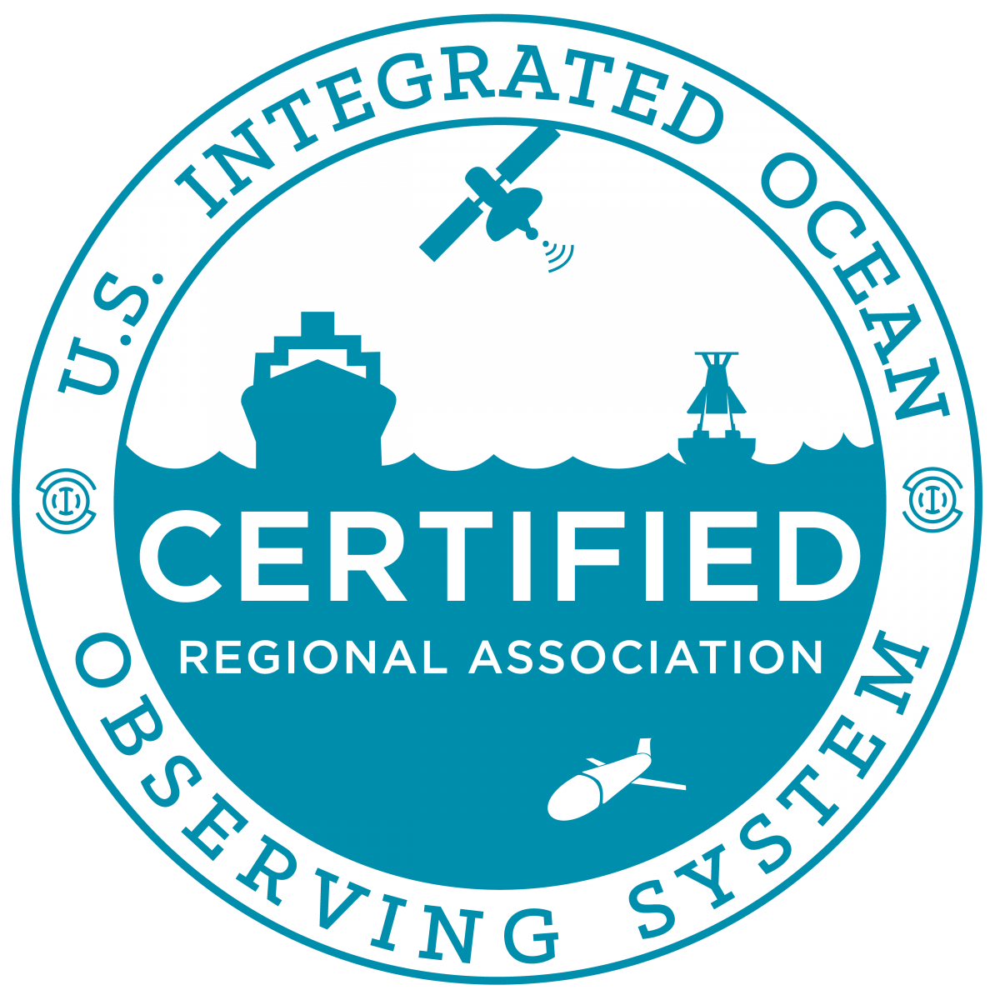 U.S. INTEGRATED OCEAN
CERTIFIED
REGIONAL ASSOCIATION
OBSERVING SYSTEM